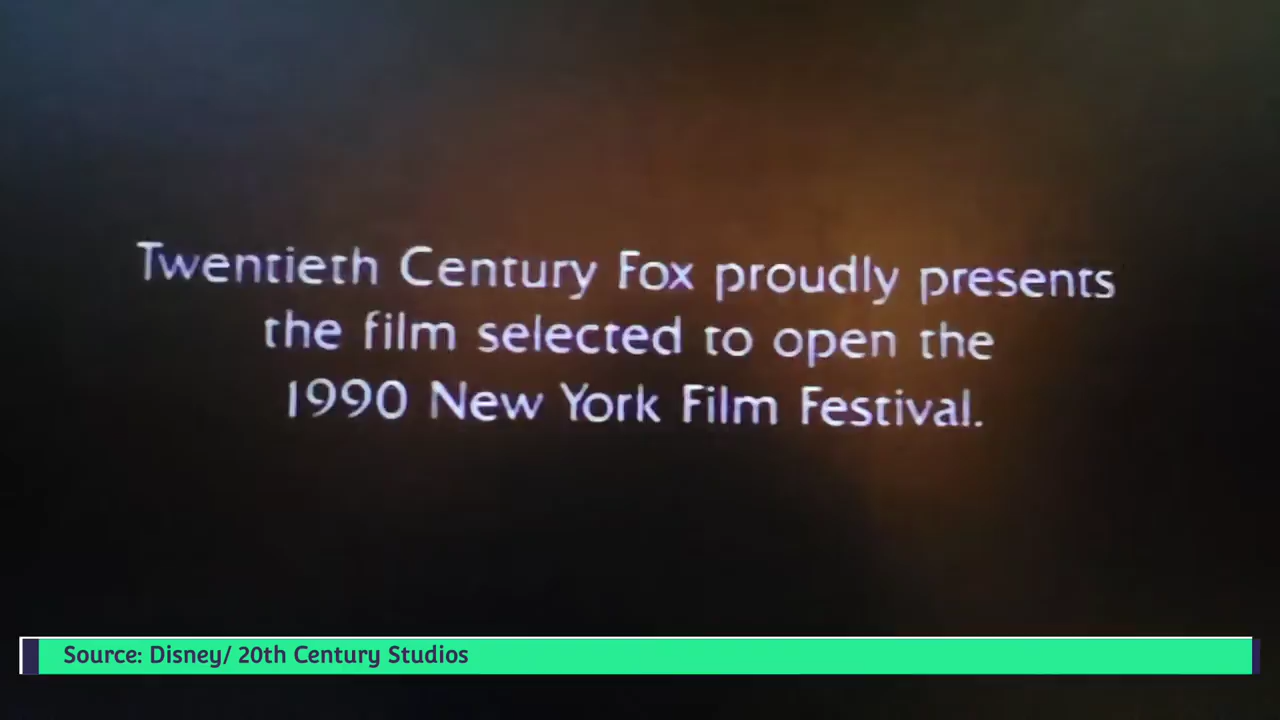 Twentieth Century Fox proudly presents
the film selected to open the
1990 New York Film Festival.
Source: Disney/ 20th Century Studios